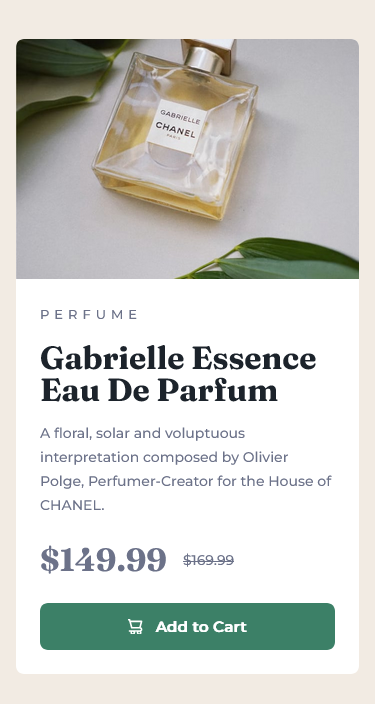 GABRIELLE
CHANEL
PARIS
PERFUME
Gabrielle Essence
Eau De Parfum
A floral, solar and voluptuous
interpretation composed by Olivier
Polge, Perfumer-Creator for the House of
CHANEL.
$149.99 $169.99
Add to Cart